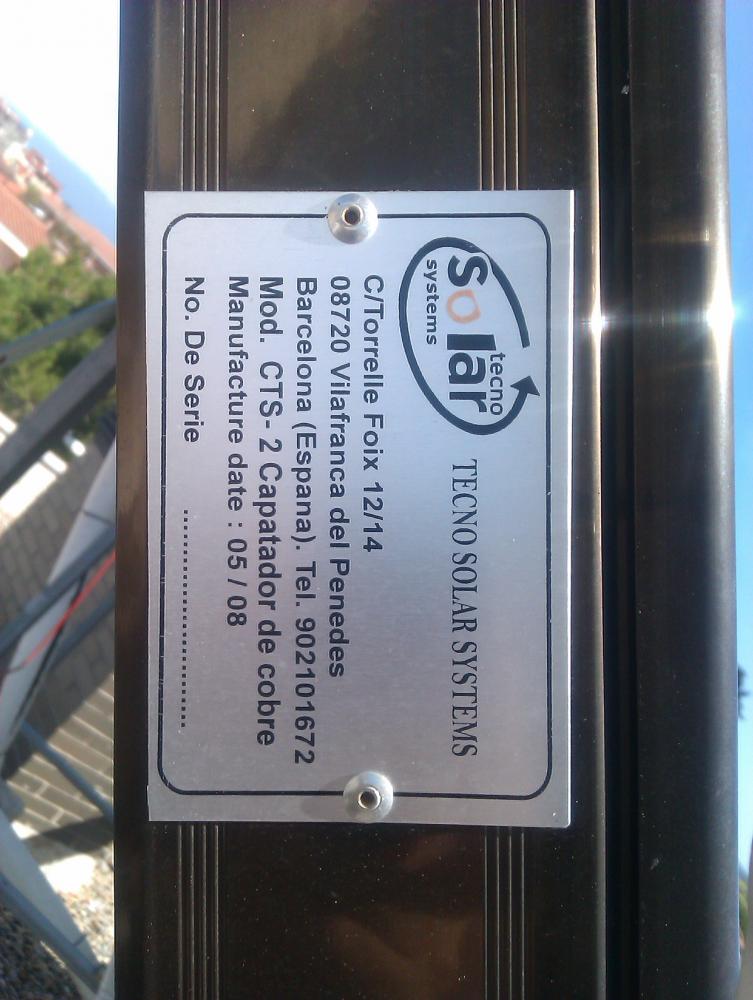 Solar
tecno
systems
TECNO SOLAR SYSTEMS
C/Torrelle Foix 12/14
08720 Vilafranca del Penedes
Barcelona (Espana). Tel. 902101672
Mod. CTS- 2 Capatador de cobre
Manufacture date : 05 / 08
No. De Serie ..............................